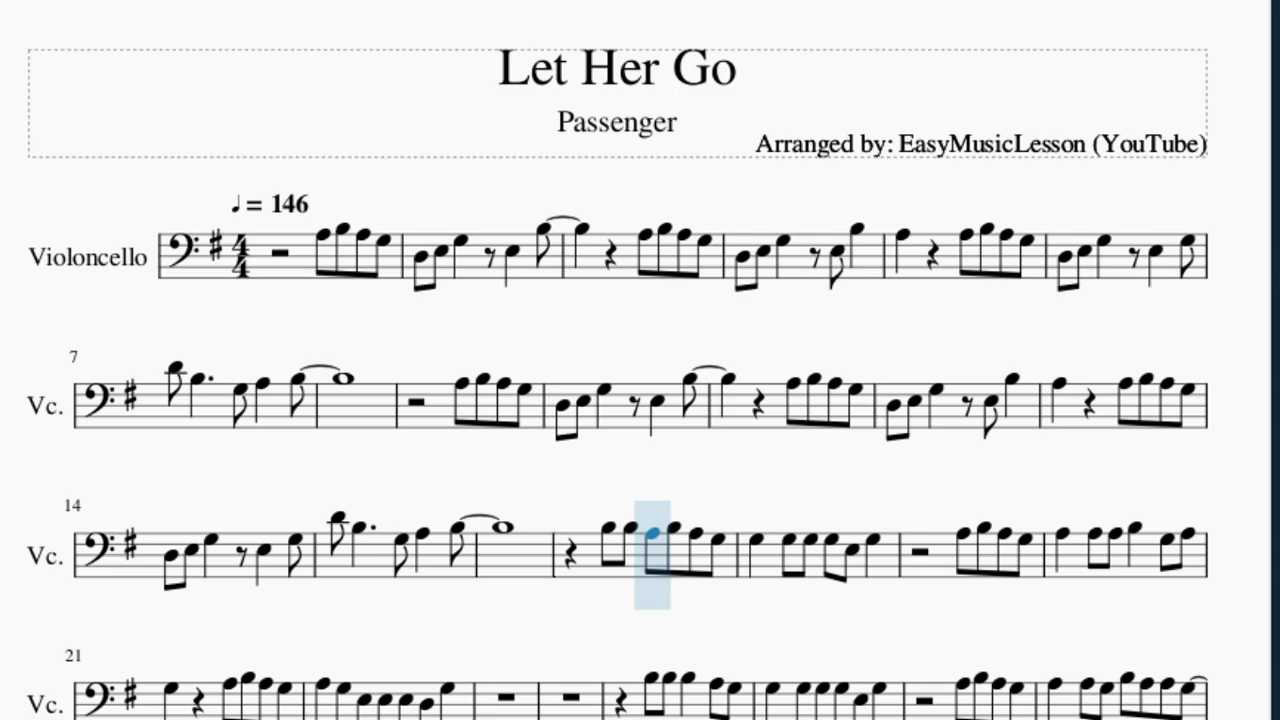 Let Her Go
Passenger
Arranged by: EasyMusicLesson (YouTube)
♩ = 146
Violoncello
4
4
7
Vc.
14
Vc.
21
Vc.